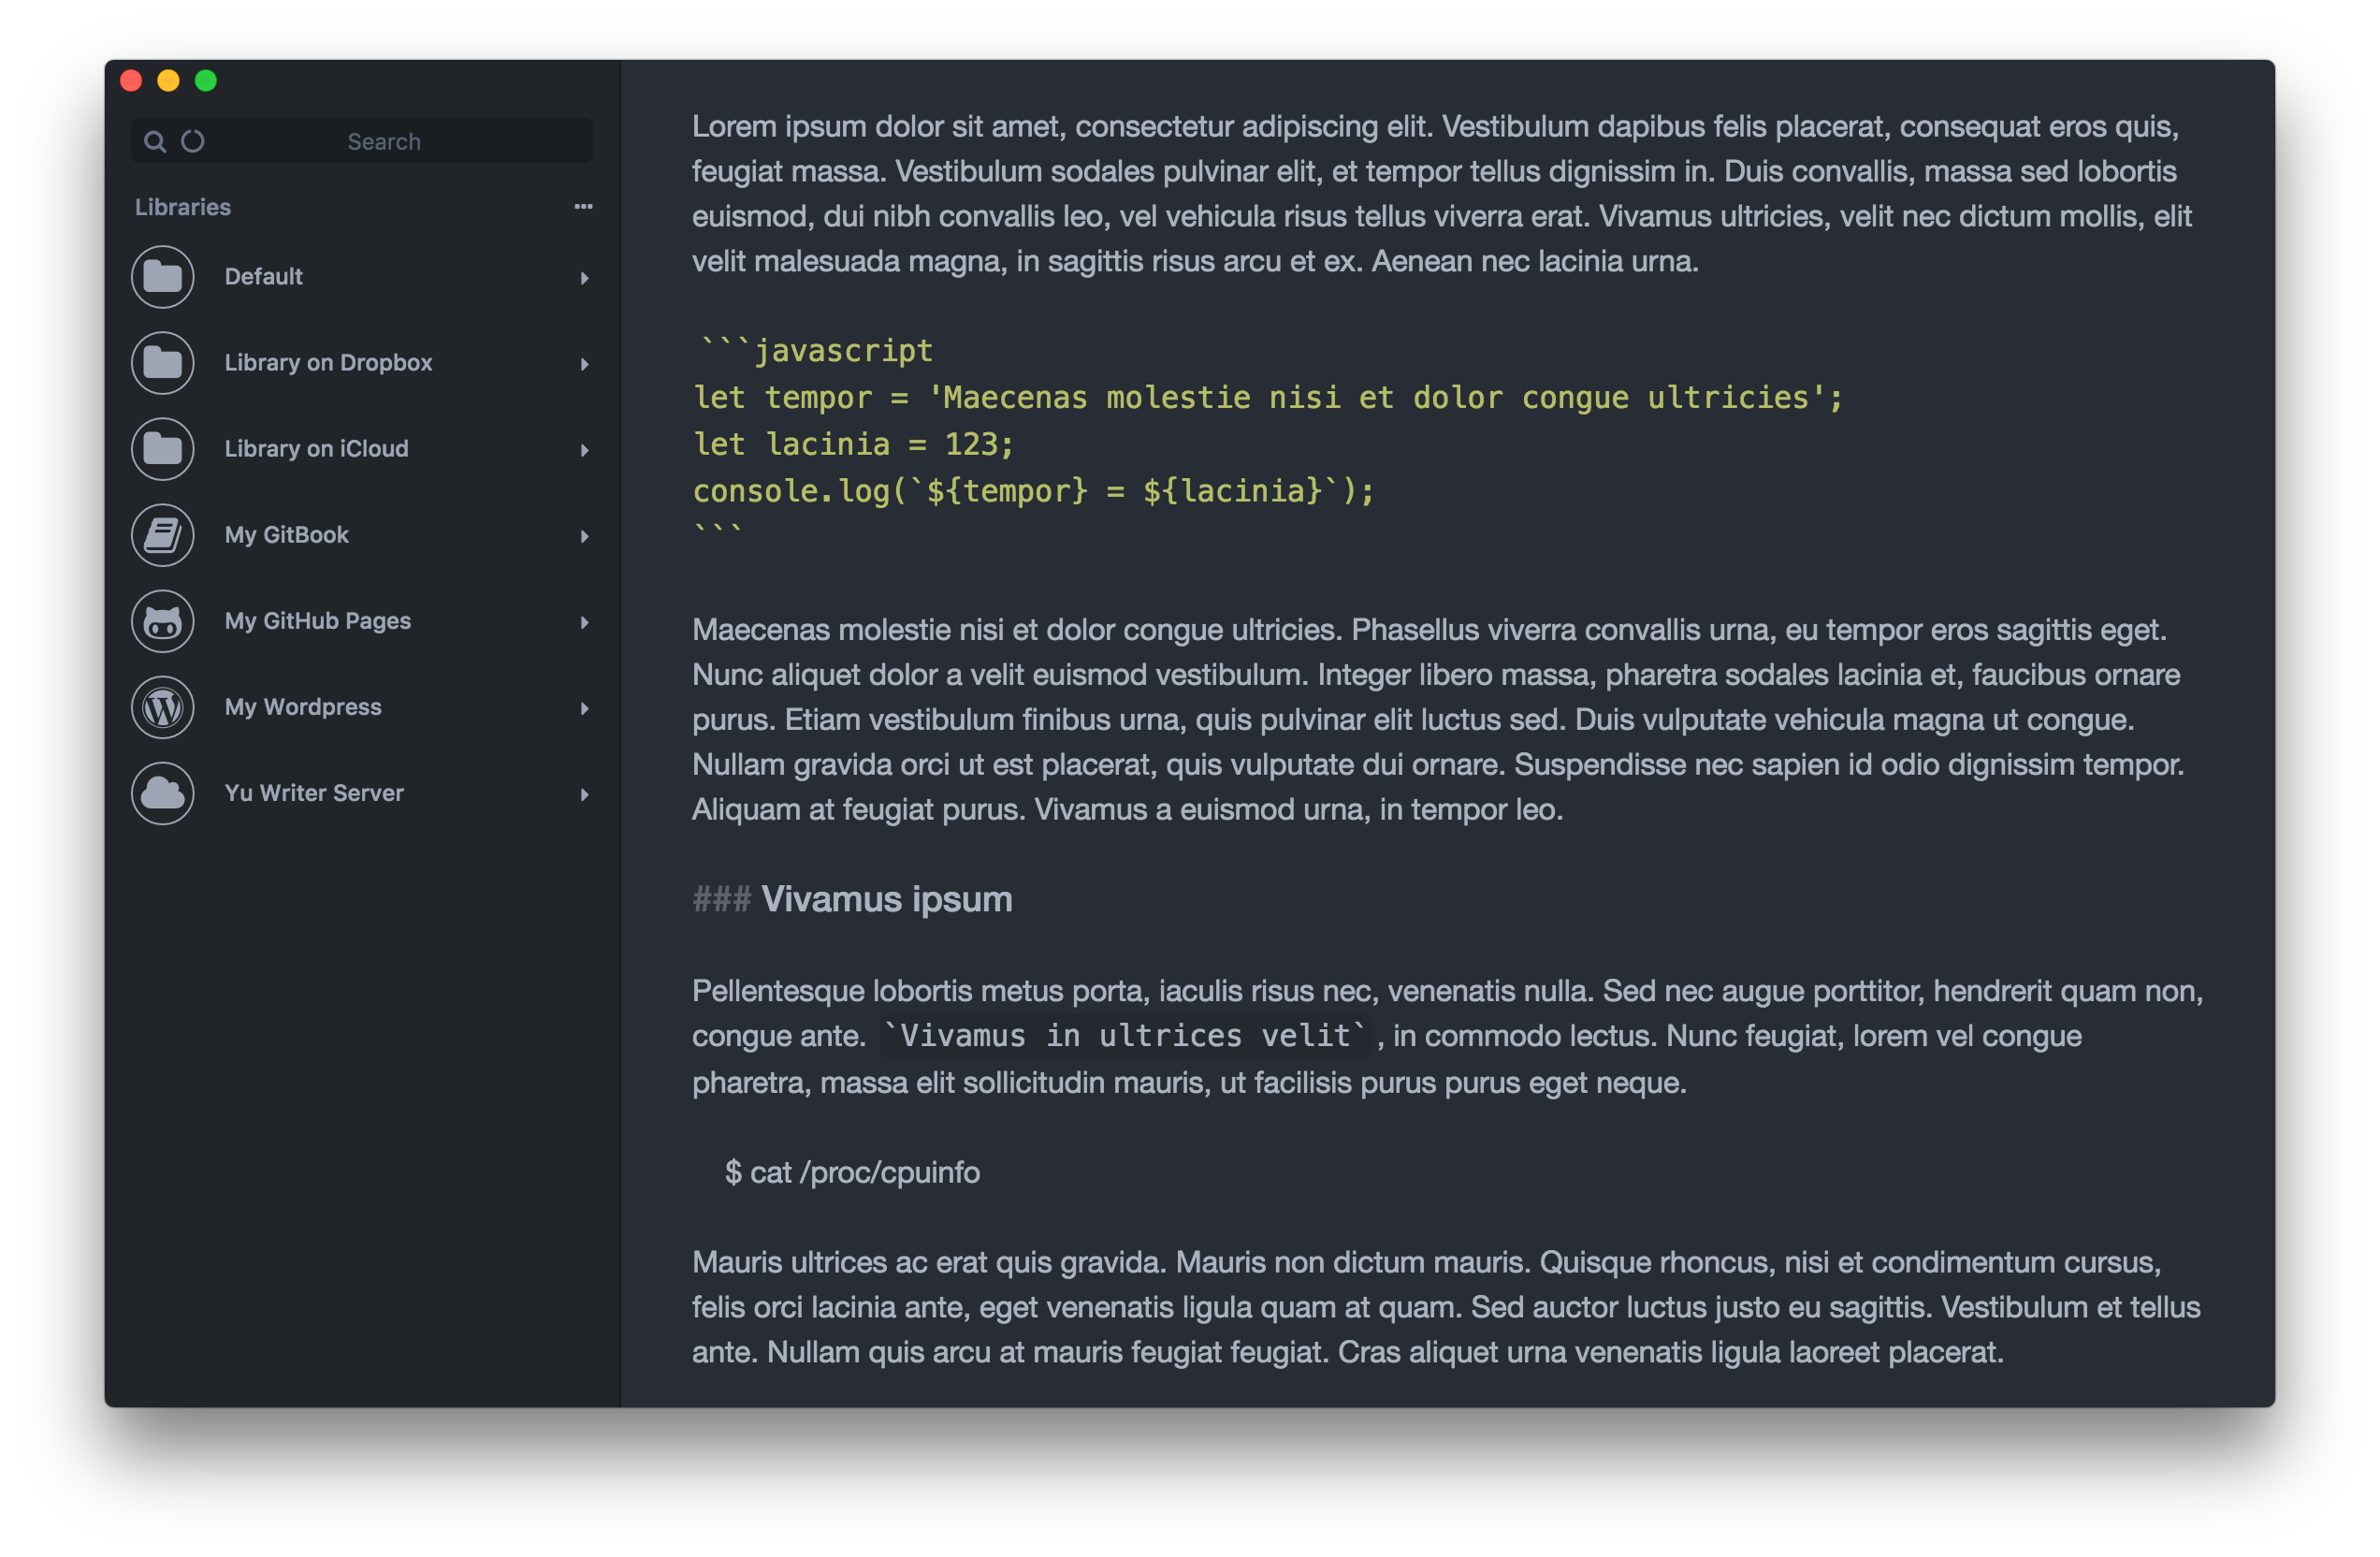 Search
Libraries
Default
Library on Dropbox
Library on iCloud
My GitBook
My GitHub Pages
My Wordpress
Yu Writer Server
Lorem ipsum dolor sit amet, consectetur adipiscing elit. Vestibulum dapibus felis placerat, consequat eros quis,
feugiat massa. Vestibulum sodales pulvinar elit, et tempor tellus dignissim in. Duis convallis, massa sed lobortis
euismod, dui nibh convallis leo, vel vehicula risus tellus viverra erat. Vivamus ultricies, velit nec dictum mollis, elit
velit malesuada magna, in sagittis risus arcu et ex. Aenean nec lacinia urna.
```javascript
let tempor = 'Maecenas molestie nisi et dolor congue ultricies';
let lacinia = 123;
console.log(`${tempor} = ${lacinia}`);
```
Maecenas molestie nisi et dolor congue ultricies. Phasellus viverra convallis urna, eu tempor eros sagittis eget.
Nunc aliquet dolor a velit euismod vestibulum. Integer libero massa, pharetra sodales lacinia et, faucibus ornare
purus. Etiam vestibulum finibus urna, quis pulvinar elit luctus sed. Duis vulputate vehicula magna ut congue.
Nullam gravida orci ut est placerat, quis vulputate dui ornare. Suspendisse nec sapien id odio dignissim tempor.
Aliquam at feugiat purus. Vivamus a euismod urna, in tempor leo.
### Vivamus ipsum
Pellentesque lobortis metus porta, iaculis risus nec, venenatis nulla. Sed nec augue porttitor, hendrerit quam non,
congue ante. `Vivamus in ultrices velit`, in commodo lectus. Nunc feugiat, lorem vel congue
pharetra, massa elit sollicitudin mauris, ut facilisis purus purus eget neque.
$ cat /proc/cpuinfo
Mauris ultrices ac erat quis gravida. Mauris non dictum mauris. Quisque rhoncus, nisi et condimentum cursus,
felis orci lacinia ante, eget venenatis ligula quam at quam. Sed auctor luctus justo eu sagittis. Vestibulum et tellus
ante. Nullam quis arcu at mauris feugiat feugiat. Cras aliquet urna venenatis ligula laoreet placerat.